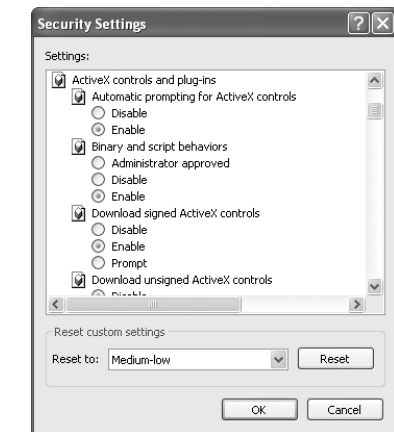 Security Settings
Settings:
ActiveX controls and plug-ins
Automatic prompting for ActiveX controls
Disable
Enable
Binary and script behaviors
Administrator approved
Disable
Enable
Download signed ActiveX controls
Disable
Enable
Prompt
Download unsigned ActiveX controls
Disable
Reset custom settings
Reset to: Medium-low Reset
OK Cancel